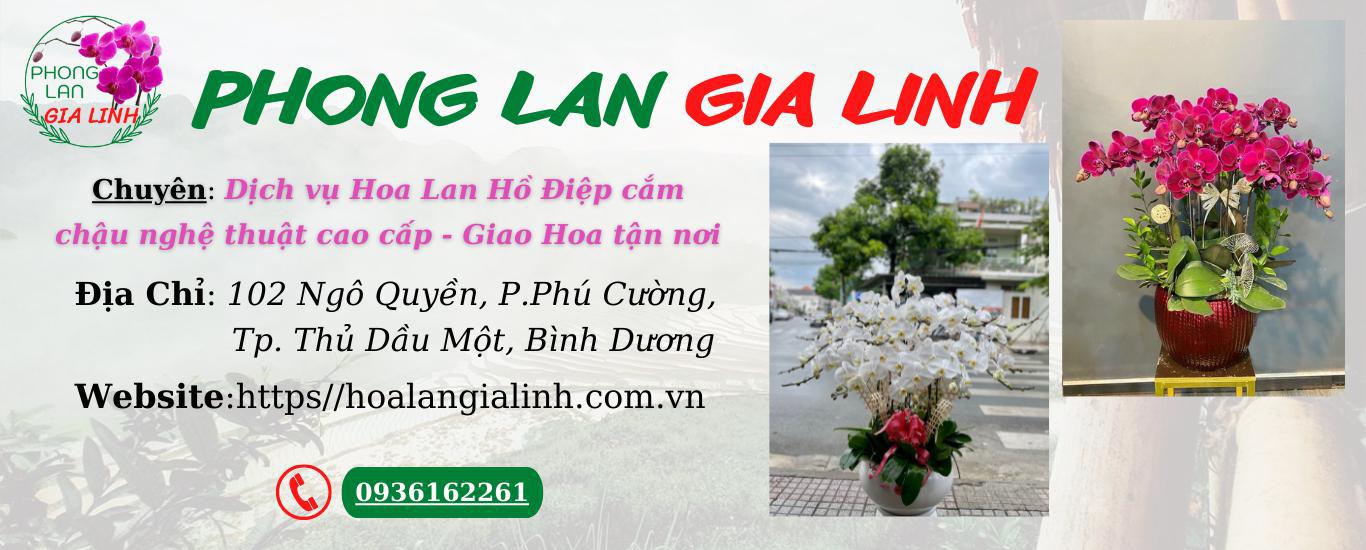 PHONG
LAN
GIA LINH
PHONG LAN GIA LINH
Chuyên: Dịch vụ Hoa Lan Hồ Điệp cắm
chậu nghệ thuật cao cấp - Giao Hoa tận nơi
Địa Chỉ: 102 Ngô Quyền, P.Phú Cường,
Tp. Thủ Dầu Một, Bình Dương
Website:https//hoalangialinh.com.vn
0936162261